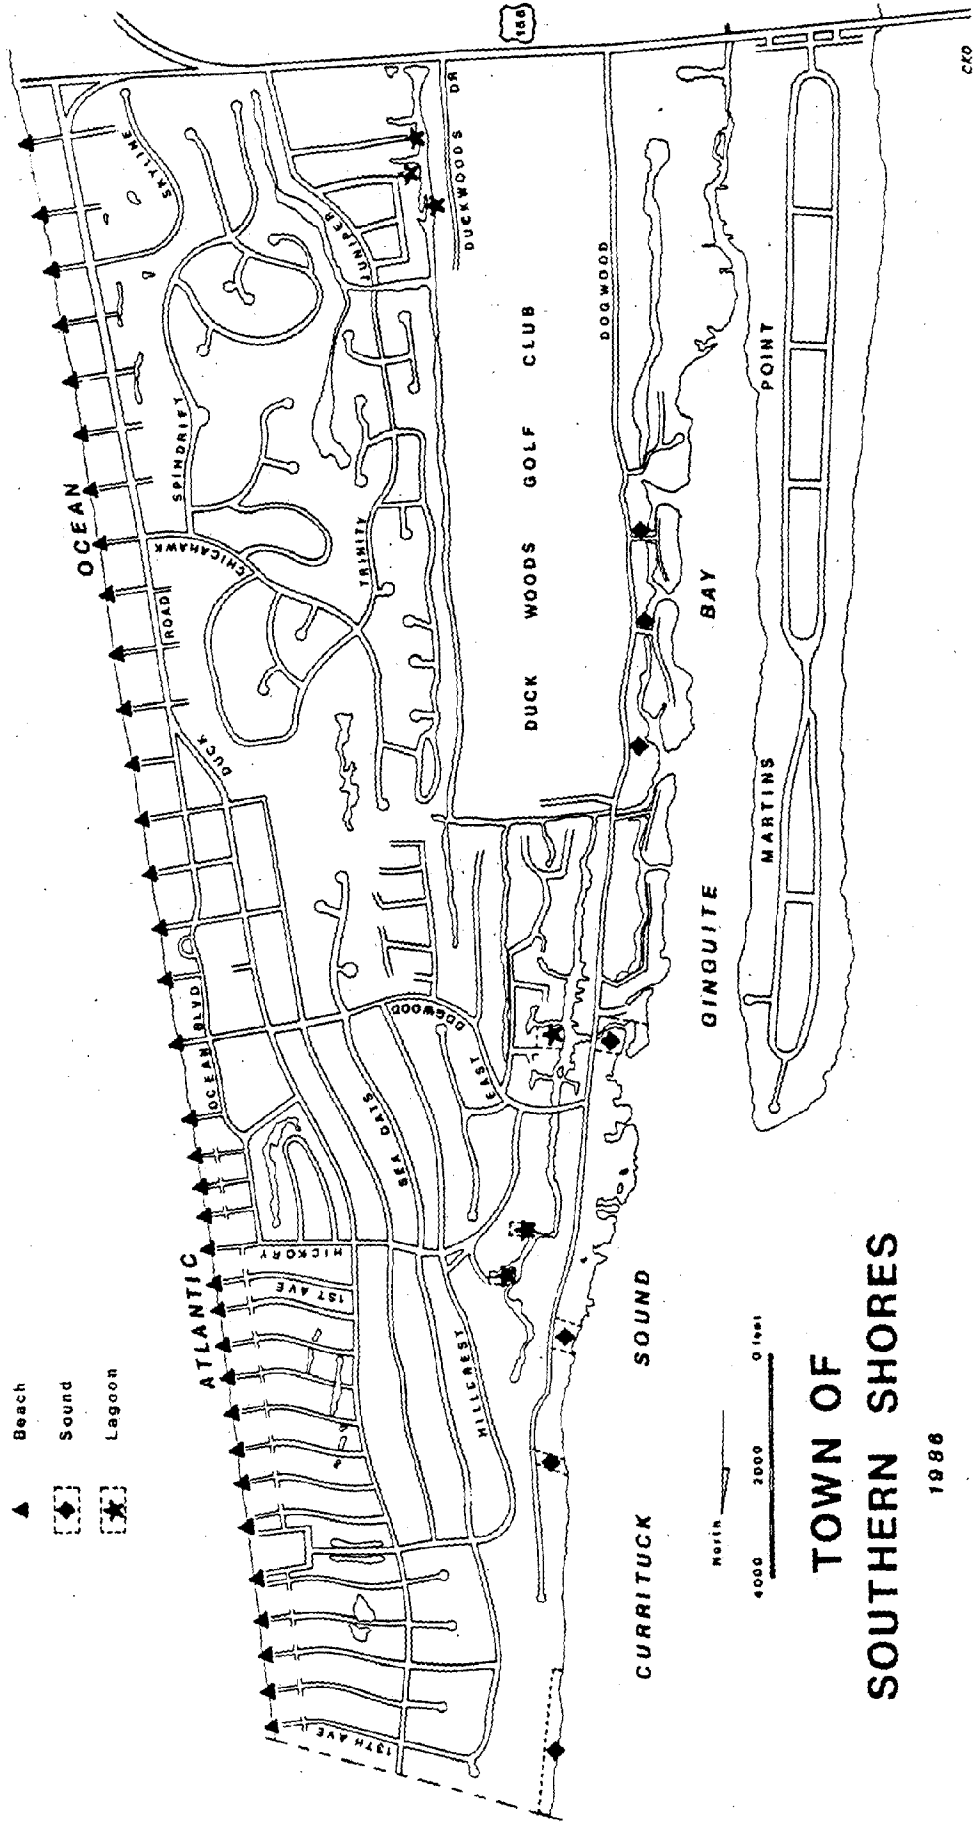 Beach
Sound
Lagoon
ATLANTIC
OCEAN
13TH AVE
1ST AVE
HICKORY
OCEAN BLVD
DUCK
ROAD
CHICAHAWK
SPINDRIFT
SKYLINE
TRINITY
JUNIPER
DUCKWOODS
DR
158
HILLCREST
SEA OATS
EAST
DOGWOOD
DUCK WOODS GOLF CLUB
DOGWOOD
CURRITUCK
SOUND
GINGUITE
BAY
MARTINS
POINT
North
4000
2000
0 feet
TOWN OF
SOUTHERN SHORES
1986
CKO